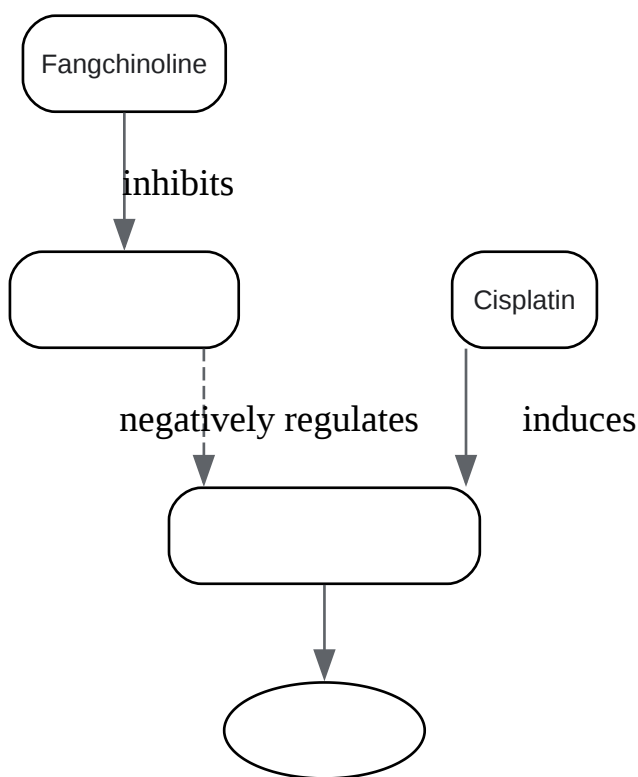 Fangchinoline
inhibits
Cisplatin
negatively regulates
induces